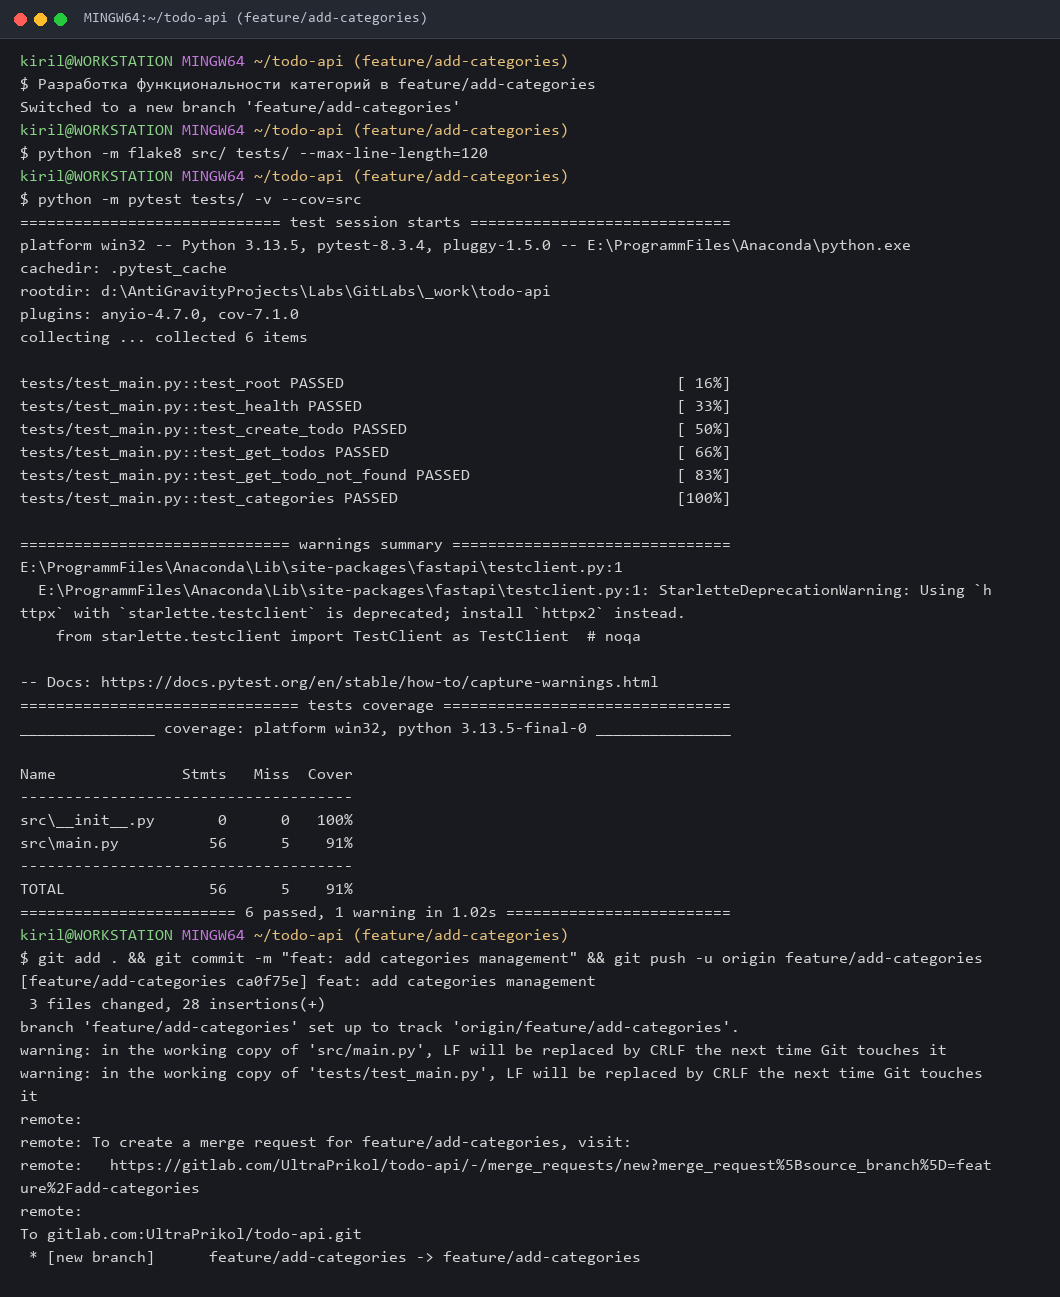 MINGW64:~/todo-api (feature/add-categories)
kiril@WORKSTATION MINGW64 ~/todo-api (feature/add-categories)
$ Разработка функциональности категорий в feature/add-categories
Switched to a new branch 'feature/add-categories'
kiril@WORKSTATION MINGW64 ~/todo-api (feature/add-categories)
$ python -m flake8 src/ tests/ --max-line-length=120
kiril@WORKSTATION MINGW64 ~/todo-api (feature/add-categories)
$ python -m pytest tests/ -v --cov=src
============================= test session starts =============================
platform win32 -- Python 3.13.5, pytest-8.3.4, pluggy-1.5.0 -- E:\ProgrammFiles\Anaconda\python.exe
cachedir: .pytest_cache
rootdir: d:\AntiGravityProjects\Labs\GitLabs\_work\todo-api
plugins: anyio-4.7.0, cov-7.1.0
collecting ... collected 6 items
tests/test_main.py::test_root PASSED                                     [ 16%]
tests/test_main.py::test_health PASSED                                   [ 33%]
tests/test_main.py::test_create_todo PASSED                              [ 50%]
tests/test_main.py::test_get_todos PASSED                                [ 66%]
tests/test_main.py::test_get_todo_not_found PASSED                       [ 83%]
tests/test_main.py::test_categories PASSED                               [100%]
============================== warnings summary ===============================
E:\ProgrammFiles\Anaconda\Lib\site-packages\fastapi\testclient.py:1
  E:\ProgrammFiles\Anaconda\Lib\site-packages\fastapi\testclient.py:1: StarletteDeprecationWarning: Using `h
ttpx` with `starlette.testclient` is deprecated; install `httpx2` instead.
    from starlette.testclient import TestClient as TestClient  # noqa
-- Docs: https://docs.pytest.org/en/stable/how-to/capture-warnings.html
=============================== tests coverage ================================
_______________ coverage: platform win32, python 3.13.5-final-0 _______________
Name              Stmts   Miss  Cover
-------------------------------------
src\__init__.py       0      0   100%
src\main.py          56      5    91%
-------------------------------------
TOTAL                56      5    91%
======================== 6 passed, 1 warning in 1.02s =========================
kiril@WORKSTATION MINGW64 ~/todo-api (feature/add-categories)
$ git add . && git commit -m "feat: add categories management" && git push -u origin feature/add-categories
[feature/add-categories ca0f75e] feat: add categories management
 3 files changed, 28 insertions(+)
branch 'feature/add-categories' set up to track 'origin/feature/add-categories'.
warning: in the working copy of 'src/main.py', LF will be replaced by CRLF the next time Git touches it
warning: in the working copy of 'tests/test_main.py', LF will be replaced by CRLF the next time Git touches
it
remote:
remote: To create a merge request for feature/add-categories, visit:
remote:   https://gitlab.com/UltraPrikol/todo-api/-/merge_requests/new?merge_request%5Bsource_branch%5D=feat
ure%2Fadd-categories
remote:
To gitlab.com:UltraPrikol/todo-api.git
 * [new branch]      feature/add-categories -> feature/add-categories